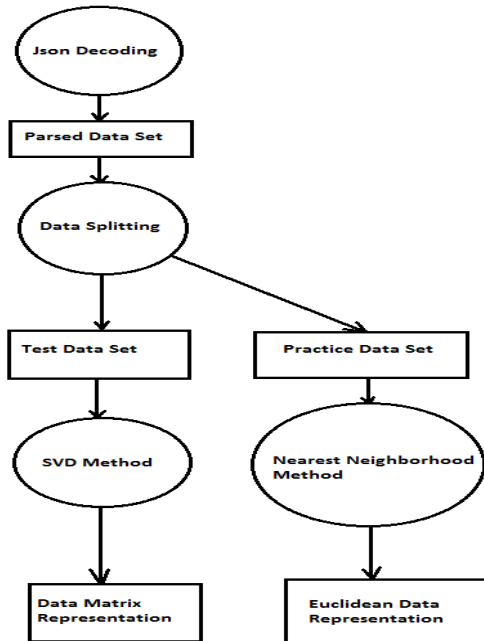 Json Decoding
Parsed Data Set
Data Splitting
Test Data Set
Practice Data Set
SVD Method
Nearest Neighborhood
Method
Data Matrix
Representation
Euclidean Data
Representation